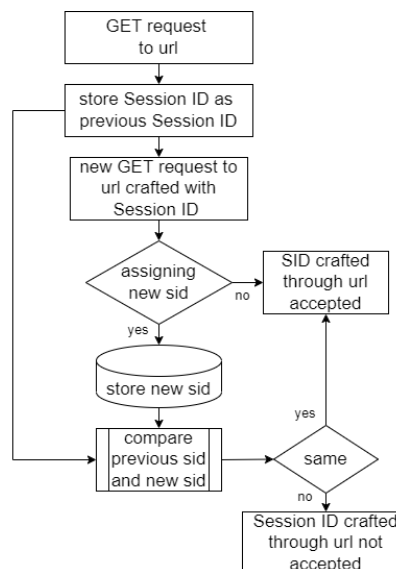 GET request
to url
store Session ID as
previous Session ID
new GET request to
url crafted with
Session ID
assigning
new sid
no
yes
SID crafted
through url
accepted
store new sid
compare
previous sid
and new sid
yes
same
no
Session ID crafted
through url not
accepted